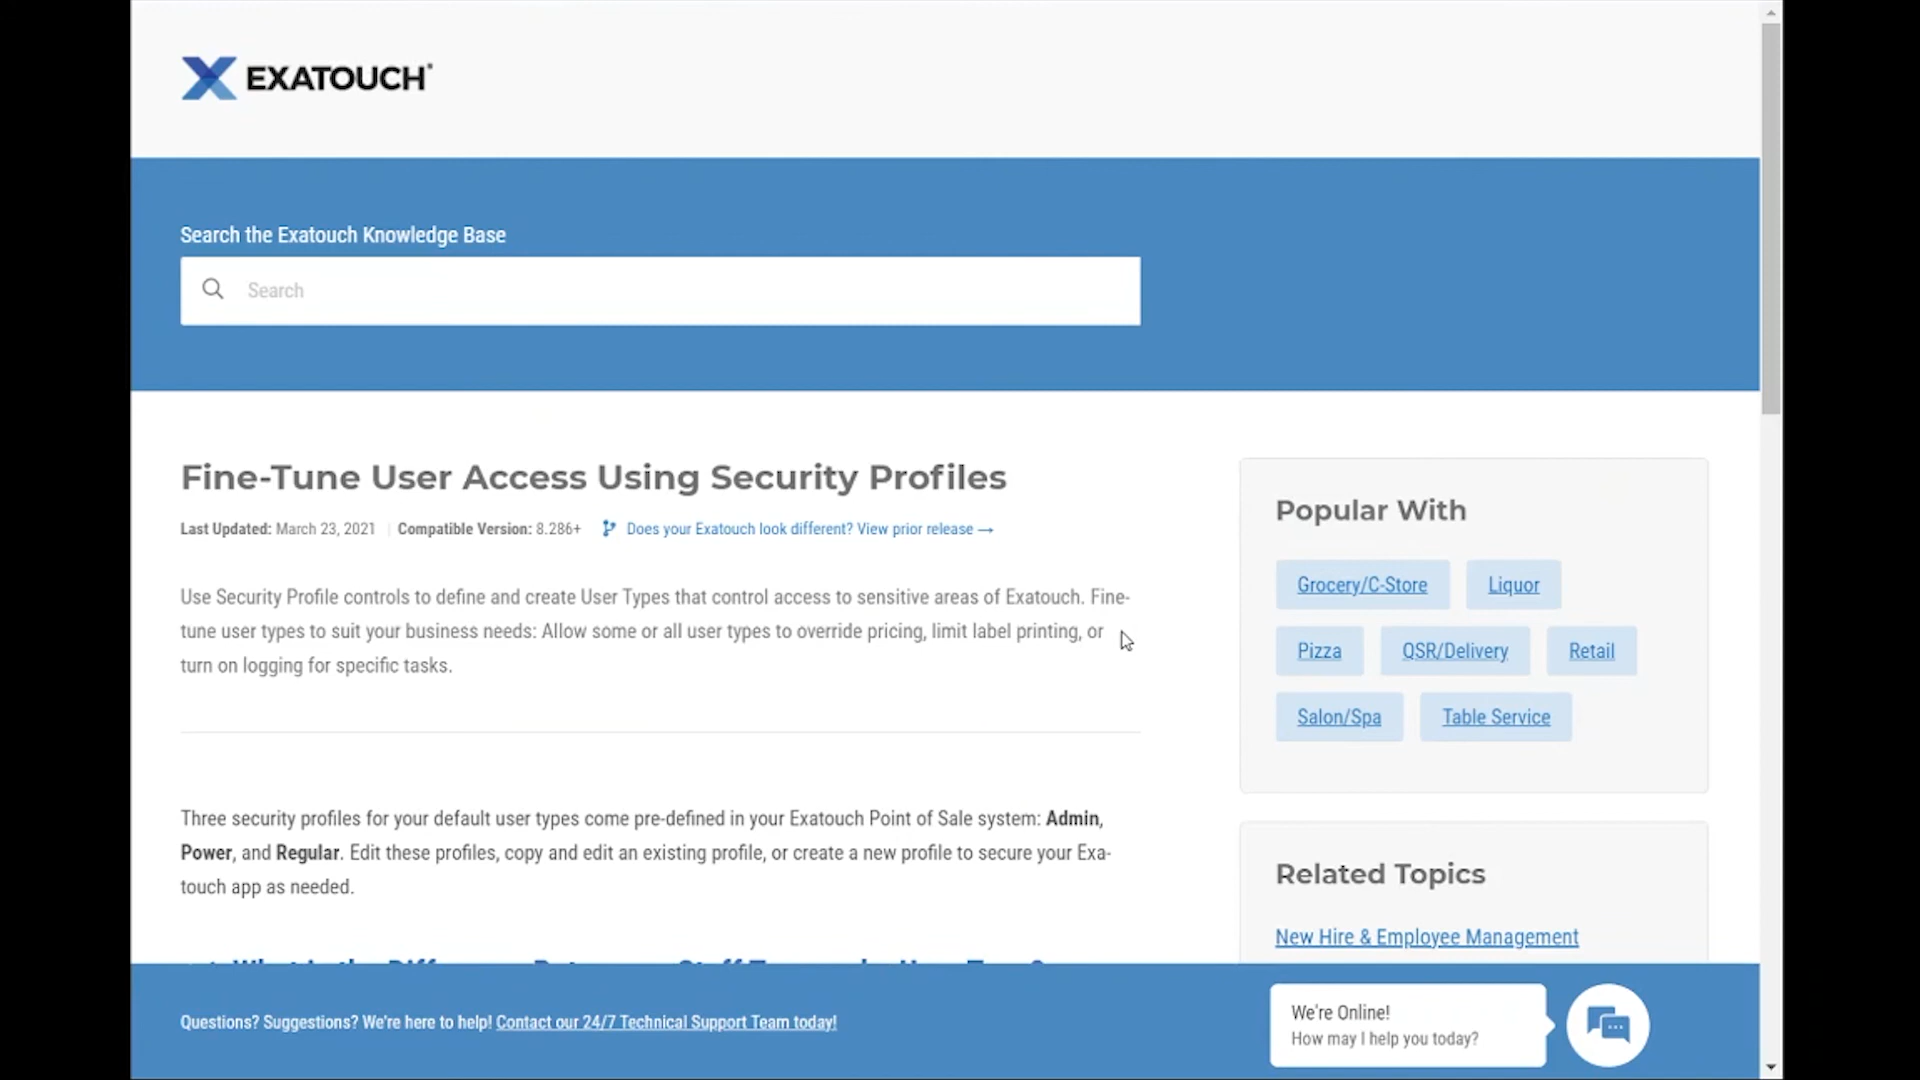 EXATOUCH®
Search the Exatouch Knowledge Base
Search
Fine-Tune User Access Using Security Profiles
Last Updated: March 23, 2021 Compatible Version: 8.286+ Does your Exatouch look different? View prior release →
Use Security Profile controls to define and create User Types that control access to sensitive areas of Exatouch. Fine-
tune user types to suit your business needs: Allow some or all user types to override pricing, limit label printing, or
turn on logging for specific tasks.
Three security profiles for your default user types come pre-defined in your Exatouch Point of Sale system: Admin,
Power, and Regular. Edit these profiles, copy and edit an existing profile, or create a new profile to secure your Exa-
touch app as needed.
Popular With
Grocery/C-Store Liquor
Pizza QSR/Delivery Retail
Salon/Spa Table Service
Related Topics
New Hire & Employee Management
Questions? Suggestions? We're here to help! Contact our 24/7 Technical Support Team today!
We're Online!
How may I help you today?